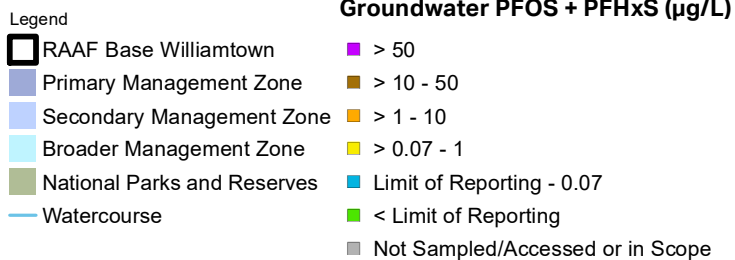 Legend
RAAF Base Williamtown
Primary Management Zone
Secondary Management Zone
Broader Management Zone
National Parks and Reserves
Watercourse
Groundwater PFOS + PFHxS (µg/L)
> 50
> 10 - 50
> 1 - 10
> 0.07 - 1
Limit of Reporting - 0.07
< Limit of Reporting
Not Sampled/Accessed or in Scope